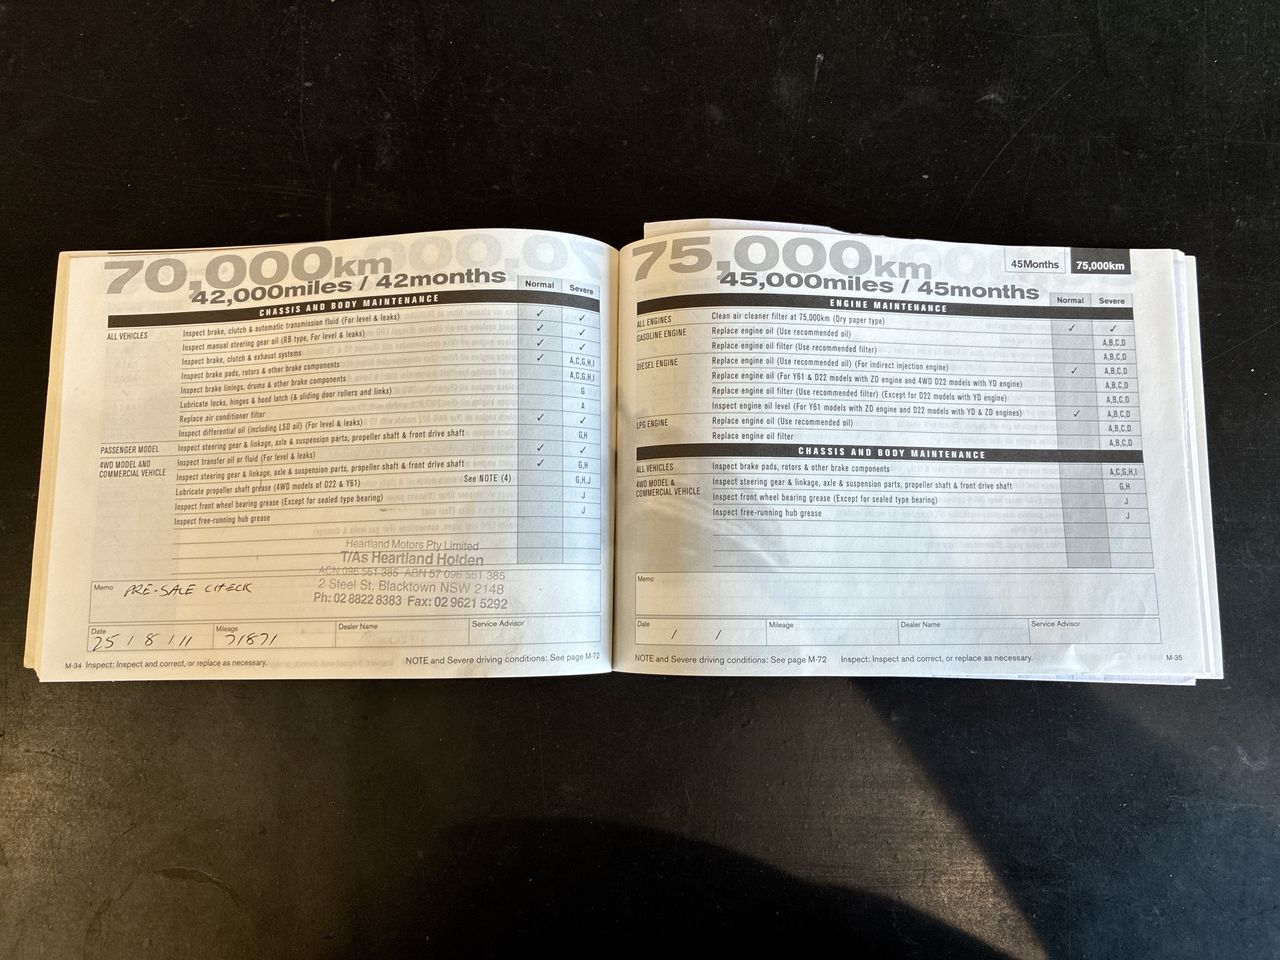 70,000km
42,000miles / 42months
Normal Severe
CHASSIS AND BODY MAINTENANCE
ALL VEHICLES Inspect brake, clutch & automatic transmission fluid (For level & leaks) ✓ ✓
Inspect manual steering gear oil (RB type, For level & leaks) ✓ ✓
Inspect brake, clutch & exhaust systems ✓ ✓
Inspect brake pads, rotors & other brake components ✓ A,C,G,H,I
Inspect brake linings, drums & other brake components A,C,G,H,I
Lubricate locks, hinges & hood latch (& sliding door rollers and links) G
Replace air conditioner filter A
Inspect differential oil (including LSD oil) (For level & leaks) ✓ ✓
PASSENGER MODEL Inspect steering gear & linkage, axle & suspension parts, propeller shaft & front drive shaft G,H
4WD MODEL AND COMMERCIAL VEHICLE Inspect transfer oil or fluid (For level & leaks) ✓ ✓
Inspect steering gear & linkage, axle & suspension parts, propeller shaft & front drive shaft ✓ G,H
Lubricate propeller shaft grease (4WD models of D22 & Y61) See NOTE (4) G,H,J
Inspect front wheel bearing grease (Except for sealed type bearing) J
Inspect free-running hub grease J
Heartland Motors Pty Limited
T/As Heartland Holden
ACN 096 561 385 ABN 57 096 561 385
2 Steel St, Blacktown NSW 2148
Ph: 02 8822 8383 Fax: 02 9621 5292
Memo PRE-SALE CHECK
Date Mileage Dealer Name Service Advisor
25 / 8 / 11 71871
M-34 Inspect: Inspect and correct, or replace as necessary. NOTE and Severe driving conditions: See page M-72
75,000km
45,000miles / 45months
45Months 75,000km
Normal Severe
ENGINE MAINTENANCE
ALL ENGINES Clean air cleaner filter at 75,000km (Dry paper type) ✓ ✓
GASOLINE ENGINE Replace engine oil (Use recommended oil) A,B,C,D
Replace engine oil filter (Use recommended filter) A,B,C,D
DIESEL ENGINE Replace engine oil (Use recommended oil) (For indirect injection engine) ✓ A,B,C,D
Replace engine oil (For Y61 & D22 models with ZD engine and 4WD D22 models with YD engine) A,B,C,D
Replace engine oil filter (Use recommended filter) (Except for D22 models with YD engine) A,B,C,D
Inspect engine oil level (For Y61 models with ZD engine and D22 models with YD & ZD engines) ✓ A,B,C,D
LPG ENGINE Replace engine oil (Use recommended oil) A,B,C,D
Replace engine oil filter A,B,C,D
CHASSIS AND BODY MAINTENANCE
ALL VEHICLES Inspect brake pads, rotors & other brake components A,C,G,H,I
4WD MODEL & COMMERCIAL VEHICLE Inspect steering gear & linkage, axle & suspension parts, propeller shaft & front drive shaft G,H
Inspect front wheel bearing grease (Except for sealed type bearing) J
Inspect free-running hub grease J
Memo
Date Mileage Dealer Name Service Advisor
/ /
NOTE and Severe driving conditions: See page M-72 Inspect: Inspect and correct, or replace as necessary. M-35